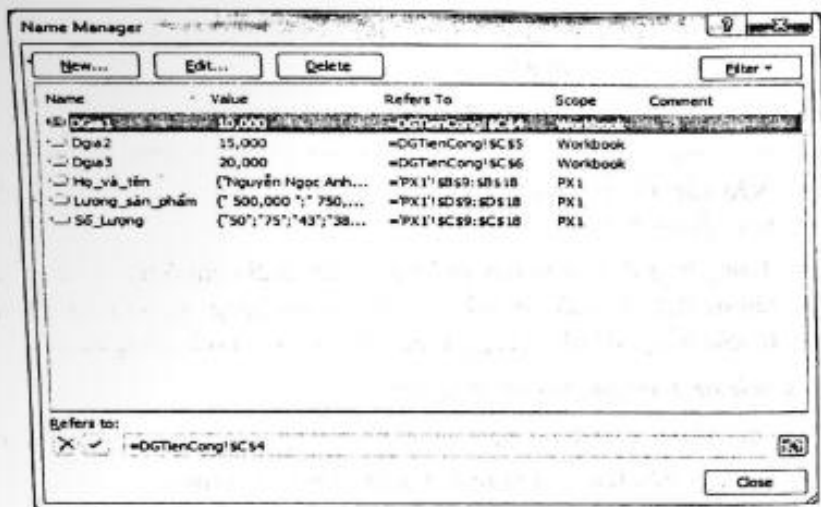 Name Manager
New... Edit... Delete Filter
Name Value Refers To Scope Comment
DGia1 10,000 =DGTienCong!$C$4 Workbook
Dgia2 15,000 =DGTienCong!$C$5 Workbook
Dgia3 20,000 =DGTienCong!$C$6 Workbook
Họ_và_tên {"Nguyễn Ngọc Anh... ='PX1'!$B$9:$B$18 PX1
Lương_sản_phẩm {" 500,000 ";" 750,... ='PX1'!$D$9:$D$18 PX1
Số_Lượng {"50";"75";"43";"38... ='PX1'!$C$9:$C$18 PX1
Refers to:
=DGTienCong!$C$4
Close